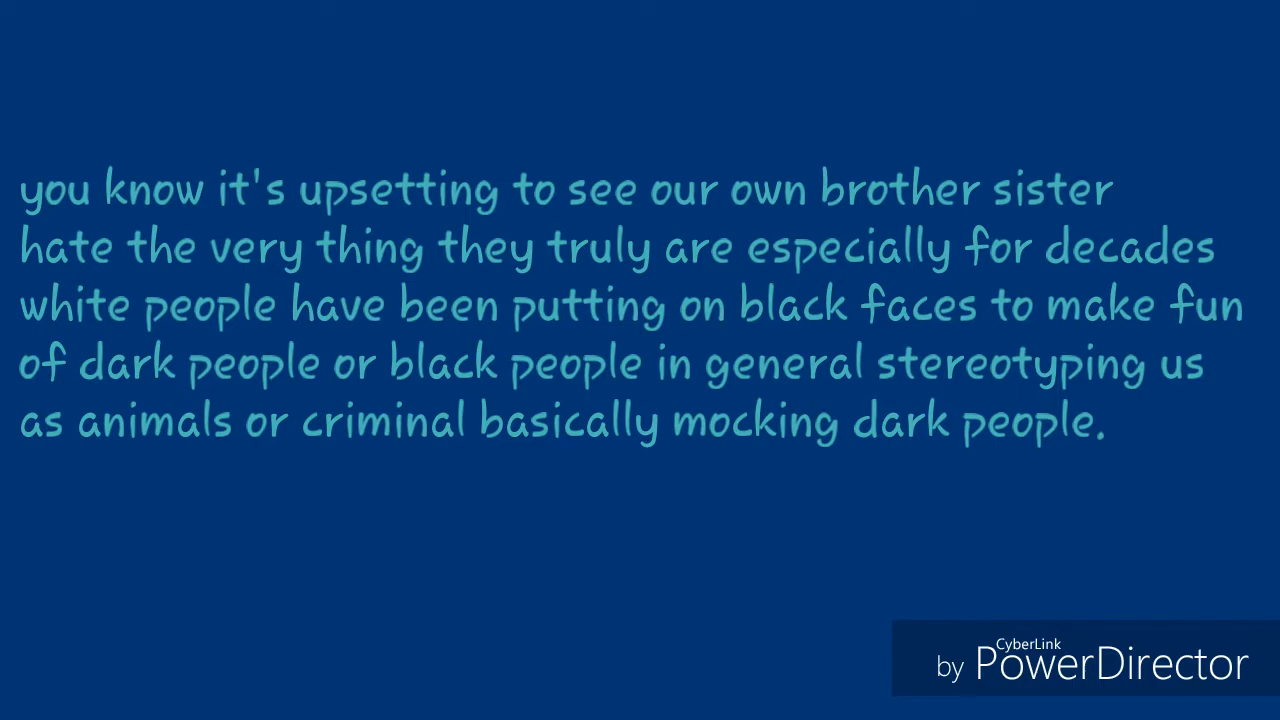 you know it's upsetting to see our own brother sister
hate the very thing they truly are especially for decades
white people have been putting on black faces to make fun
of dark people or black people in general stereotyping us
as animals or criminal basically mocking dark people.
CyberLink
by PowerDirector